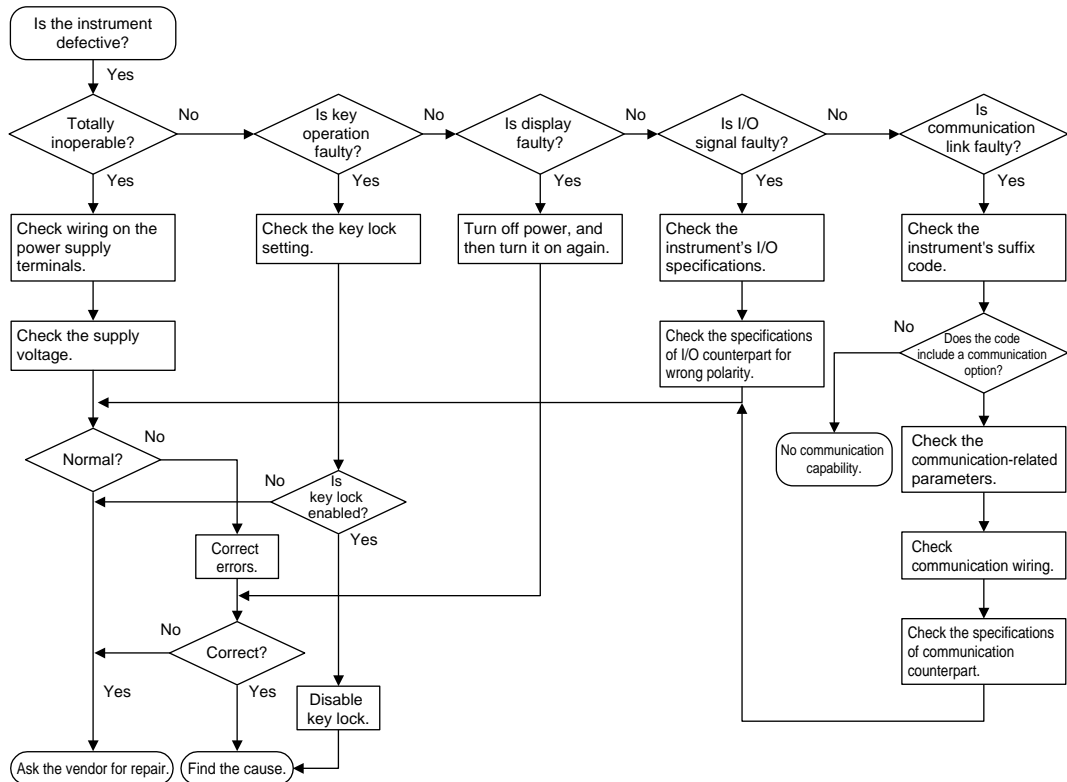 Is the instrument
defective?
Yes
Totally
inoperable?
No
Is key
operation
faulty?
No
Is display
faulty?
No
Is I/O
signal faulty?
No
Is
communication
link faulty?
Yes
Yes
Yes
Yes
Yes
Check wiring on the
power supply
terminals.
Check the key lock
setting.
Turn off power, and
then turn it on again.
Check the
instrument's I/O
specifications.
Check the
instrument's suffix
code.
Check the supply
voltage.
Check the specifications
of I/O counterpart for
wrong polarity.
No
Does the code
include a communication
option?
Normal?
No
No communication
capability.
Check the
communication-related
parameters.
No
Is
key lock
enabled?
Yes
Correct
errors.
Check
communication wiring.
No
Correct?
Yes
Yes
Check the specifications
of communication
counterpart.
Disable
key lock.
Ask the vendor for repair.
Find the cause.